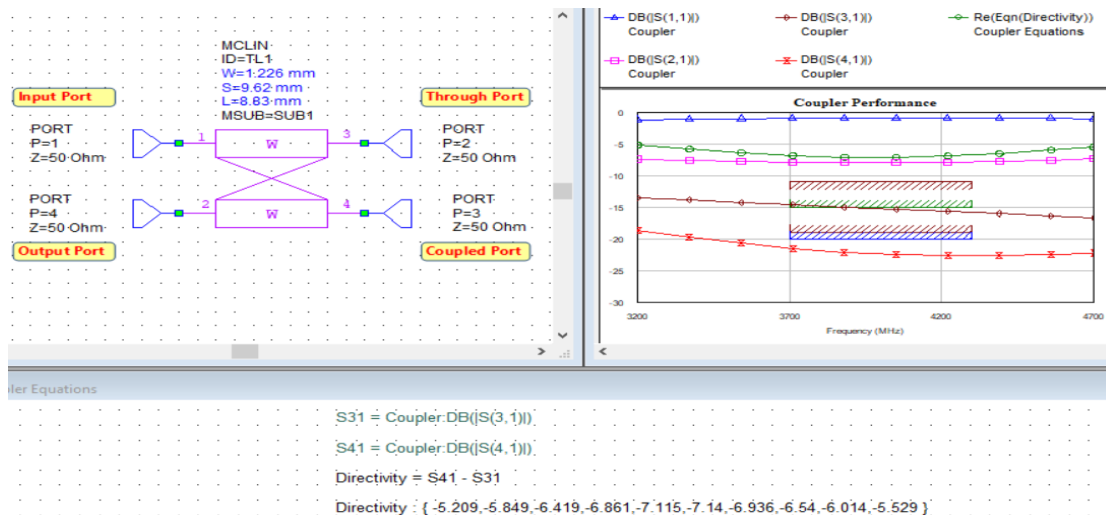 MCLIN
ID=TL1
W=1.226 mm
S=9.62 mm
L=8.83 mm
MSUB=SUB1
Input Port
Through Port
PORT
P=1
Z=50 Ohm
1
W
3
PORT
P=2
Z=50 Ohm
PORT
P=4
Z=50 Ohm
2
W
4
PORT
P=3
Z=50 Ohm
Output Port
Coupled Port
DB(|S(1,1)|)
Coupler
DB(|S(3,1)|)
Coupler
Re(Eqn(Directivity))
Coupler Equations
DB(|S(2,1)|)
Coupler
DB(|S(4,1)|)
Coupler
Coupler Performance
0
-5
-10
-15
-20
-25
-30
3200
3700
4200
4700
Frequency (MHz)
ler Equations
S31 = Coupler:DB(|S(3,1)|)
S41 = Coupler:DB(|S(4,1)|)
Directivity = S41 - S31
Directivity : { -5.209,-5.849,-6.419,-6.861,-7.115,-7.14,-6.936,-6.54,-6.014,-5.529 }